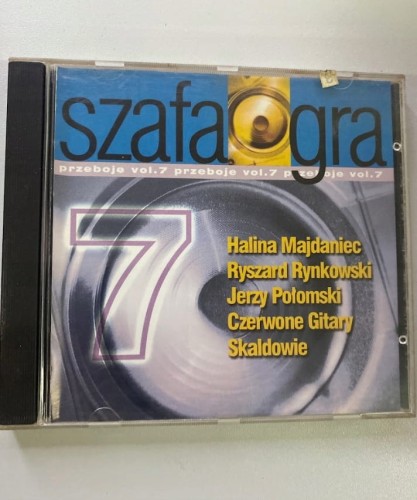 szafa gra
przeboje vol.7 przeboje vol.7 przeboje vol.7
7
Halina Majdaniec
Ryszard Rynkowski
Jerzy Połomski
Czerwone Gitary
Skaldowie